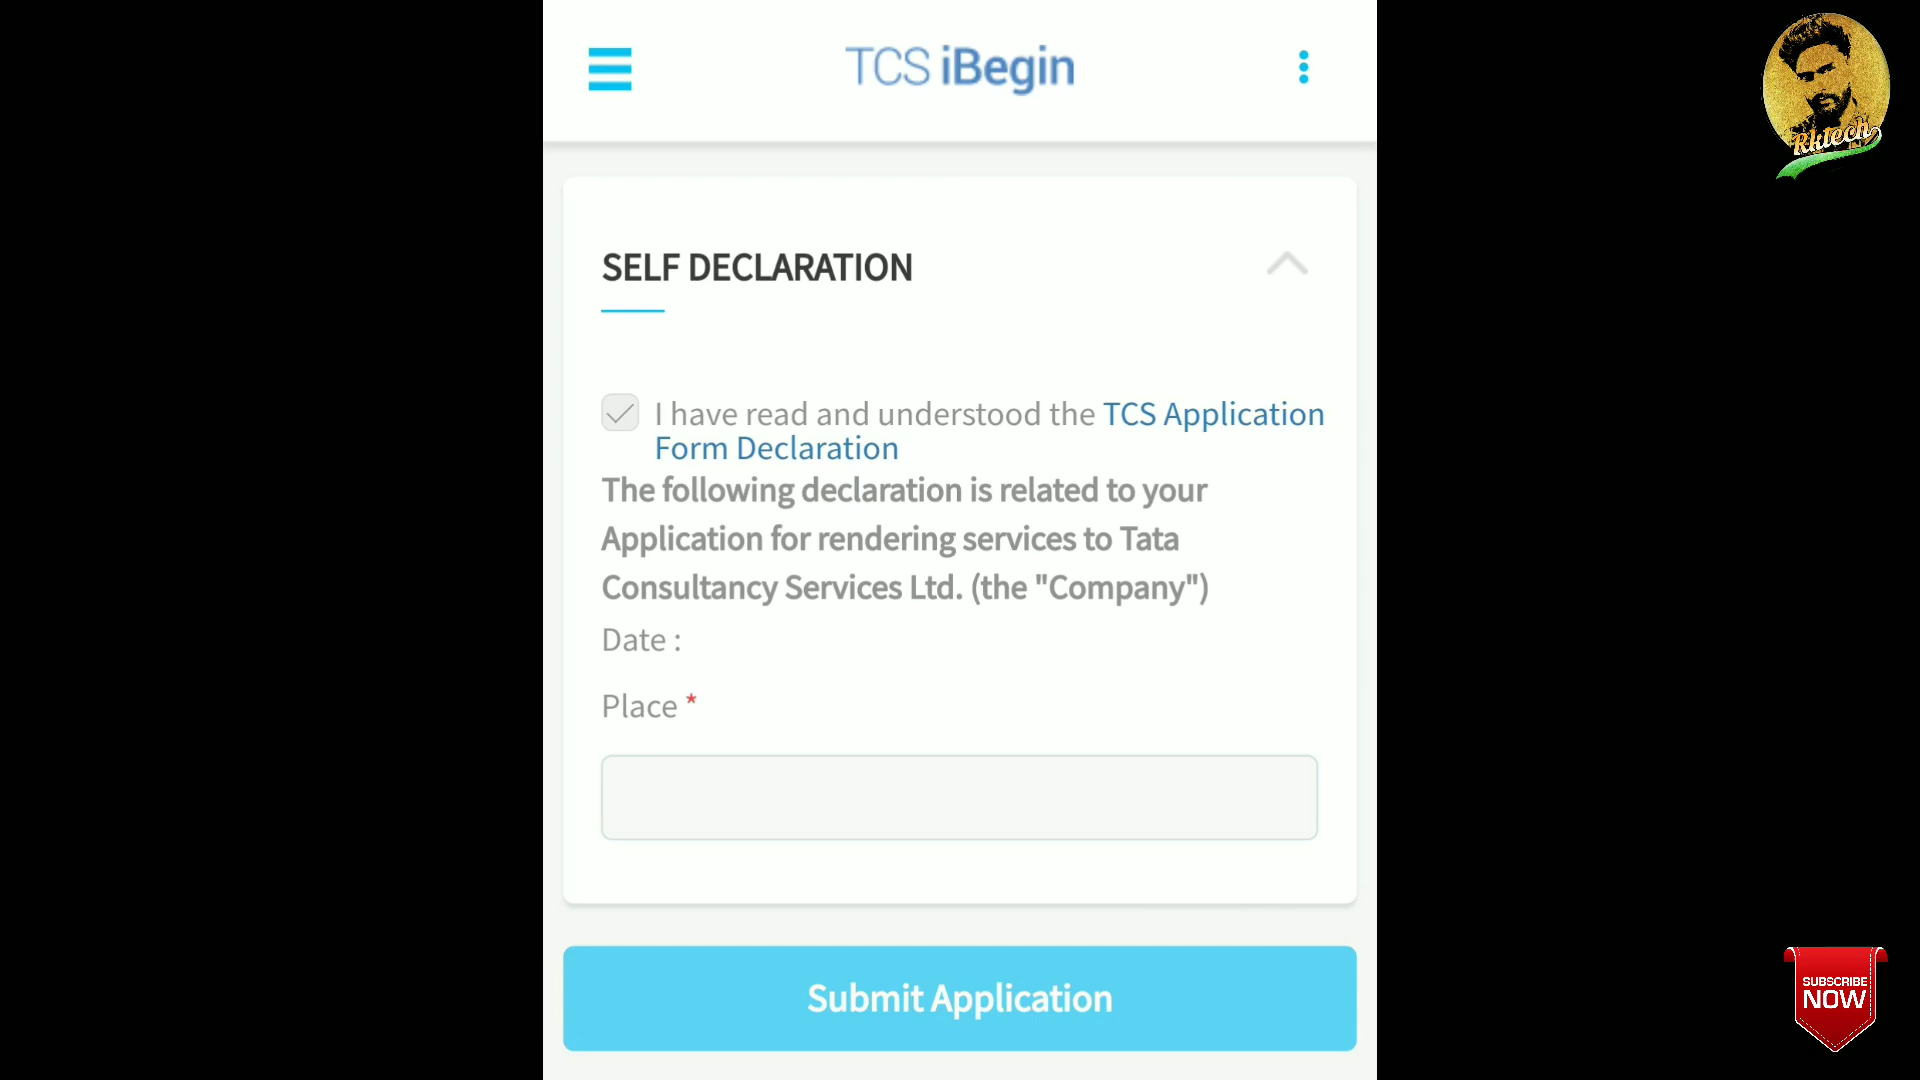 TCS iBegin
Rktech
SELF DECLARATION
I have read and understood the TCS Application
Form Declaration
The following declaration is related to your
Application for rendering services to Tata
Consultancy Services Ltd. (the "Company")
Date :
Place *
Submit Application
SUBSCRIBE
NOW